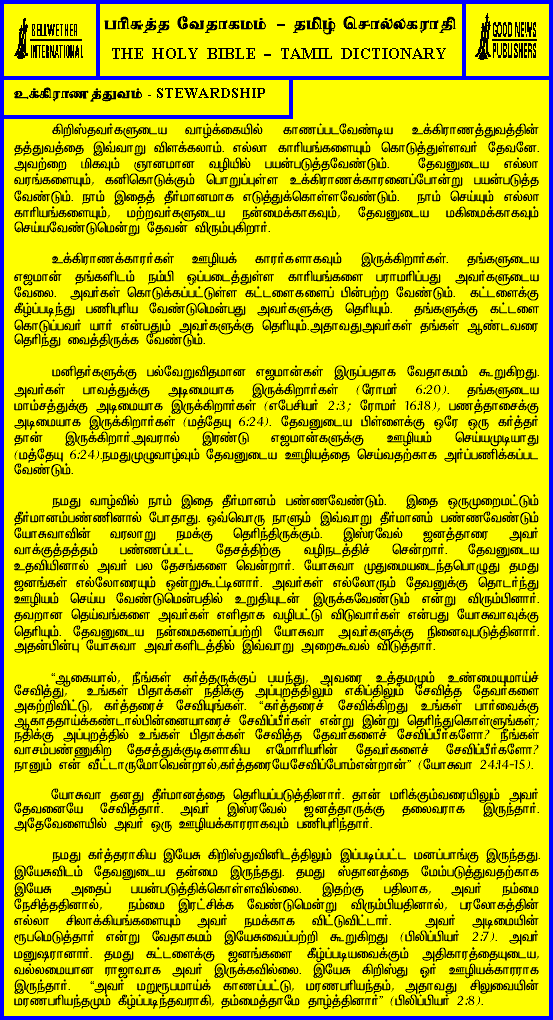 BELLWETHER
INTERNATIONAL
பரிசுத்த வேதாகமம் – தமிழ் சொல்லகராதி
THE HOLY BIBLE – TAMIL DICTIONARY
GOOD NEWS
PUBLISHERS
உக்கிராணத்துவம் - STEWARDSHIP
கிறிஸ்தவர்களுடைய வாழ்க்கையில் காணப்படவேண்டிய உக்கிராணத்துவத்தின்
தத்துவத்தை இவ்வாறு விளக்கலாம். எல்லா காரியங்களையும் கொடுத்துள்ளவர் தேவனே.
அவற்றை மிகவும் ஞானமான வழியில் பயன்படுத்தவேண்டும். தேவனுடைய எல்லா
வரங்களையும், கனிகொடுக்கும் பொறுப்புள்ள உக்கிராணக்காரனைப்போன்று பயன்படுத்த
வேண்டும். நாம் இதைத் தீர்மானமாக எடுத்துக்கொள்ளவேண்டும். நாம் செய்யும் எல்லா
காரியங்களையும், மற்றவர்களுடைய நன்மைக்காகவும், தேவனுடைய மகிமைக்காகவும்
செய்யவேண்டுமென்று தேவன் விரும்புகிறார்.
உக்கிராணக்காரர்கள் ஊழியக் காரர்களாகவும் இருக்கிறார்கள். தங்களுடைய
எஜமான் தங்களிடம் நம்பி ஒப்படைத்துள்ள காரியங்களை பராமரிப்பது அவர்களுடைய
வேலை. அவர்கள் கொடுக்கப்பட்டுள்ள கட்டளைகளைப் பின்பற்ற வேண்டும். கட்டளைக்கு
கீழ்ப்படிந்து பணிபுரிய வேண்டுமென்பது அவர்களுக்கு தெரியும். தங்களுக்கு கட்டளை
கொடுப்பவர் யார் என்பதும் அவர்களுக்கு தெரியும்.அதாவதுஅவர்கள் தங்கள் ஆண்டவரை
தெரிந்து வைத்திருக்க வேண்டும்.
மனிதர்களுக்கு பல்வேறுவிதமான எஜமான்கள் இருப்பதாக வேதாகமம் கூறுகிறது.
அவர்கள் பாவத்துக்கு அடிமையாக இருக்கிறார்கள் (ரோமர் 6:20). தங்களுடைய
மாம்சத்துக்கு அடிமையாக இருக்கிறார்கள் (எபேசியர் 2:3; ரோமர் 16:18), பணத்தாசைக்கு
அடிமையாக இருக்கிறார்கள் (மத்தேயு 6:24). தேவனுடைய பிள்ளைக்கு ஒரே ஒரு கர்த்தர்
தான் இருக்கிறார்.அவரால் இரண்டு எஜமான்களுக்கு ஊழியம் செய்யமுடியாது
(மத்தேயு 6:24).நமதுமுழுவாழ்வும் தேவனுடைய ஊழியத்தை செய்வதற்காக அர்ப்பணிக்கப்பட
வேண்டும்.
நமது வாழ்வில் நாம் இதை தீர்மானம் பண்ணவேண்டும். இதை ஒருமுறைமட்டும்
தீர்மானம்பண்ணினால் போதாது. ஒவ்வொரு நாளும் இவ்வாறு தீர்மானம் பண்ணவேண்டும்
யோசுவாவின் வரலாறு நமக்கு தெரிந்திருக்கும். இஸ்ரவேல் ஜனத்தாரை அவர்
வாக்குத்தத்தம் பண்ணப்பட்ட தேசத்திற்கு வழிநடத்திச் சென்றார். தேவனுடைய
உதவியினால் அவர் பல தேசங்களை வென்றார். யோசுவா முதுமையடைந்தபொழுது தமது
ஜனங்கள் எல்லோரையும் ஒன்றுகூட்டினார். அவர்கள் எல்லோரும் தேவனுக்கு தொடர்ந்து
ஊழியம் செய்ய வேண்டுமென்பதில் உறுதியுடன் இருக்கவேண்டும் என்று விரும்பினார்.
தவறான தெய்வங்களை அவர்கள் எளிதாக வழிபட்டு விடுவார்கள் என்பது யோசுவாவுக்கு
தெரியும். தேவனுடைய நன்மைகளைப்பற்றி யோசுவா அவர்களுக்கு நினைவுபடுத்தினார்.
அதன்பின்பு யோசுவா அவர்களிடத்தில் இவ்வாறு அறைகூவல் விடுத்தார்.
“ஆகையால், நீங்கள் கர்த்தருக்குப் பயந்து, அவரை உத்தமமும் உண்மையுமாய்ச்
சேவித்து, உங்கள் பிதாக்கள் நதிக்கு அப்புறத்திலும் எகிப்திலும் சேவித்த தேவர்களை
அகற்றிவிட்டு, கர்த்தரைச் சேவியுங்கள். “கர்த்தரைச் சேவிக்கிறது உங்கள் பார்வைக்கு
ஆகாததாய்க்கண்டால்பின்னையாரைச் சேவிப்பீர்கள் என்று இன்று தெரிந்துகொள்ளுங்கள்;
நதிக்கு அப்புறத்தில் உங்கள் பிதாக்கள் சேவித்த தேவர்களைச் சேவிப்பீர்களோ? நீங்கள்
வாசம்பண்ணுகிற தேசத்துக்குடிகளாகிய எமோரியரின் தேவர்களைச் சேவிப்பீர்களோ?
நானும் என் வீட்டாருமோவென்றால்,கர்த்தரையேசேவிப்போம்என்றான்” (யோசுவா 24:14-15).
யோசுவா தனது தீர்மானத்தை தெரியப்படுத்தினார். தான் மரிக்கும்வரையிலும் அவர்
தேவனையே சேவித்தார். அவர் இஸ்ரவேல் ஜனத்தாருக்கு தலைவராக இருந்தார்.
அதேவேளையில் அவர் ஒரு ஊழியக்காரராகவும் பணிபுரிந்தார்.
நமது கர்த்தராகிய இயேசு கிறிஸ்துவினிடத்திலும் இப்படிப்பட்ட மனப்பாங்கு இருந்தது.
இயேசுவிடம் தேவனுடைய தன்மை இருந்தது. தமது ஸ்தானத்தை மேம்படுத்துவதற்காக
இயேசு அதைப் பயன்படுத்திக்கொள்ளவில்லை. இதற்கு பதிலாக, அவர் நம்மை
நேசித்ததினால், நம்மை இரட்சிக்க வேண்டுமென்று விரும்பியதினால், பரலோகத்தின்
எல்லா சிலாக்கியங்களையும் அவர் நமக்காக விட்டுவிட்டார். அவர் அடிமையின்
ரூபமெடுத்தார் என்று வேதாகமம் இயேசுவைப்பற்றி கூறுகிறது (பிலிப்பியர் 2:7). அவர்
மனுஷரானார். தமது கட்டளைக்கு ஜனங்களை கீழ்ப்படியவைக்கும் அதிகாரத்தையுடைய,
வல்லமையான ராஜாவாக அவர் இருக்கவில்லை. இயேசு கிறிஸ்து ஓர் ஊழியக்காரராக
இருந்தார். “அவர் மறுரூபமாய்க் காணப்பட்டு, மரணபரியந்தம், அதாவது சிலுவையின்
மரணபரியந்தமும் கீழ்ப்படிந்தவராகி, தம்மைத்தாமே தாழ்த்தினார்” (பிலிப்பியர் 2:8).